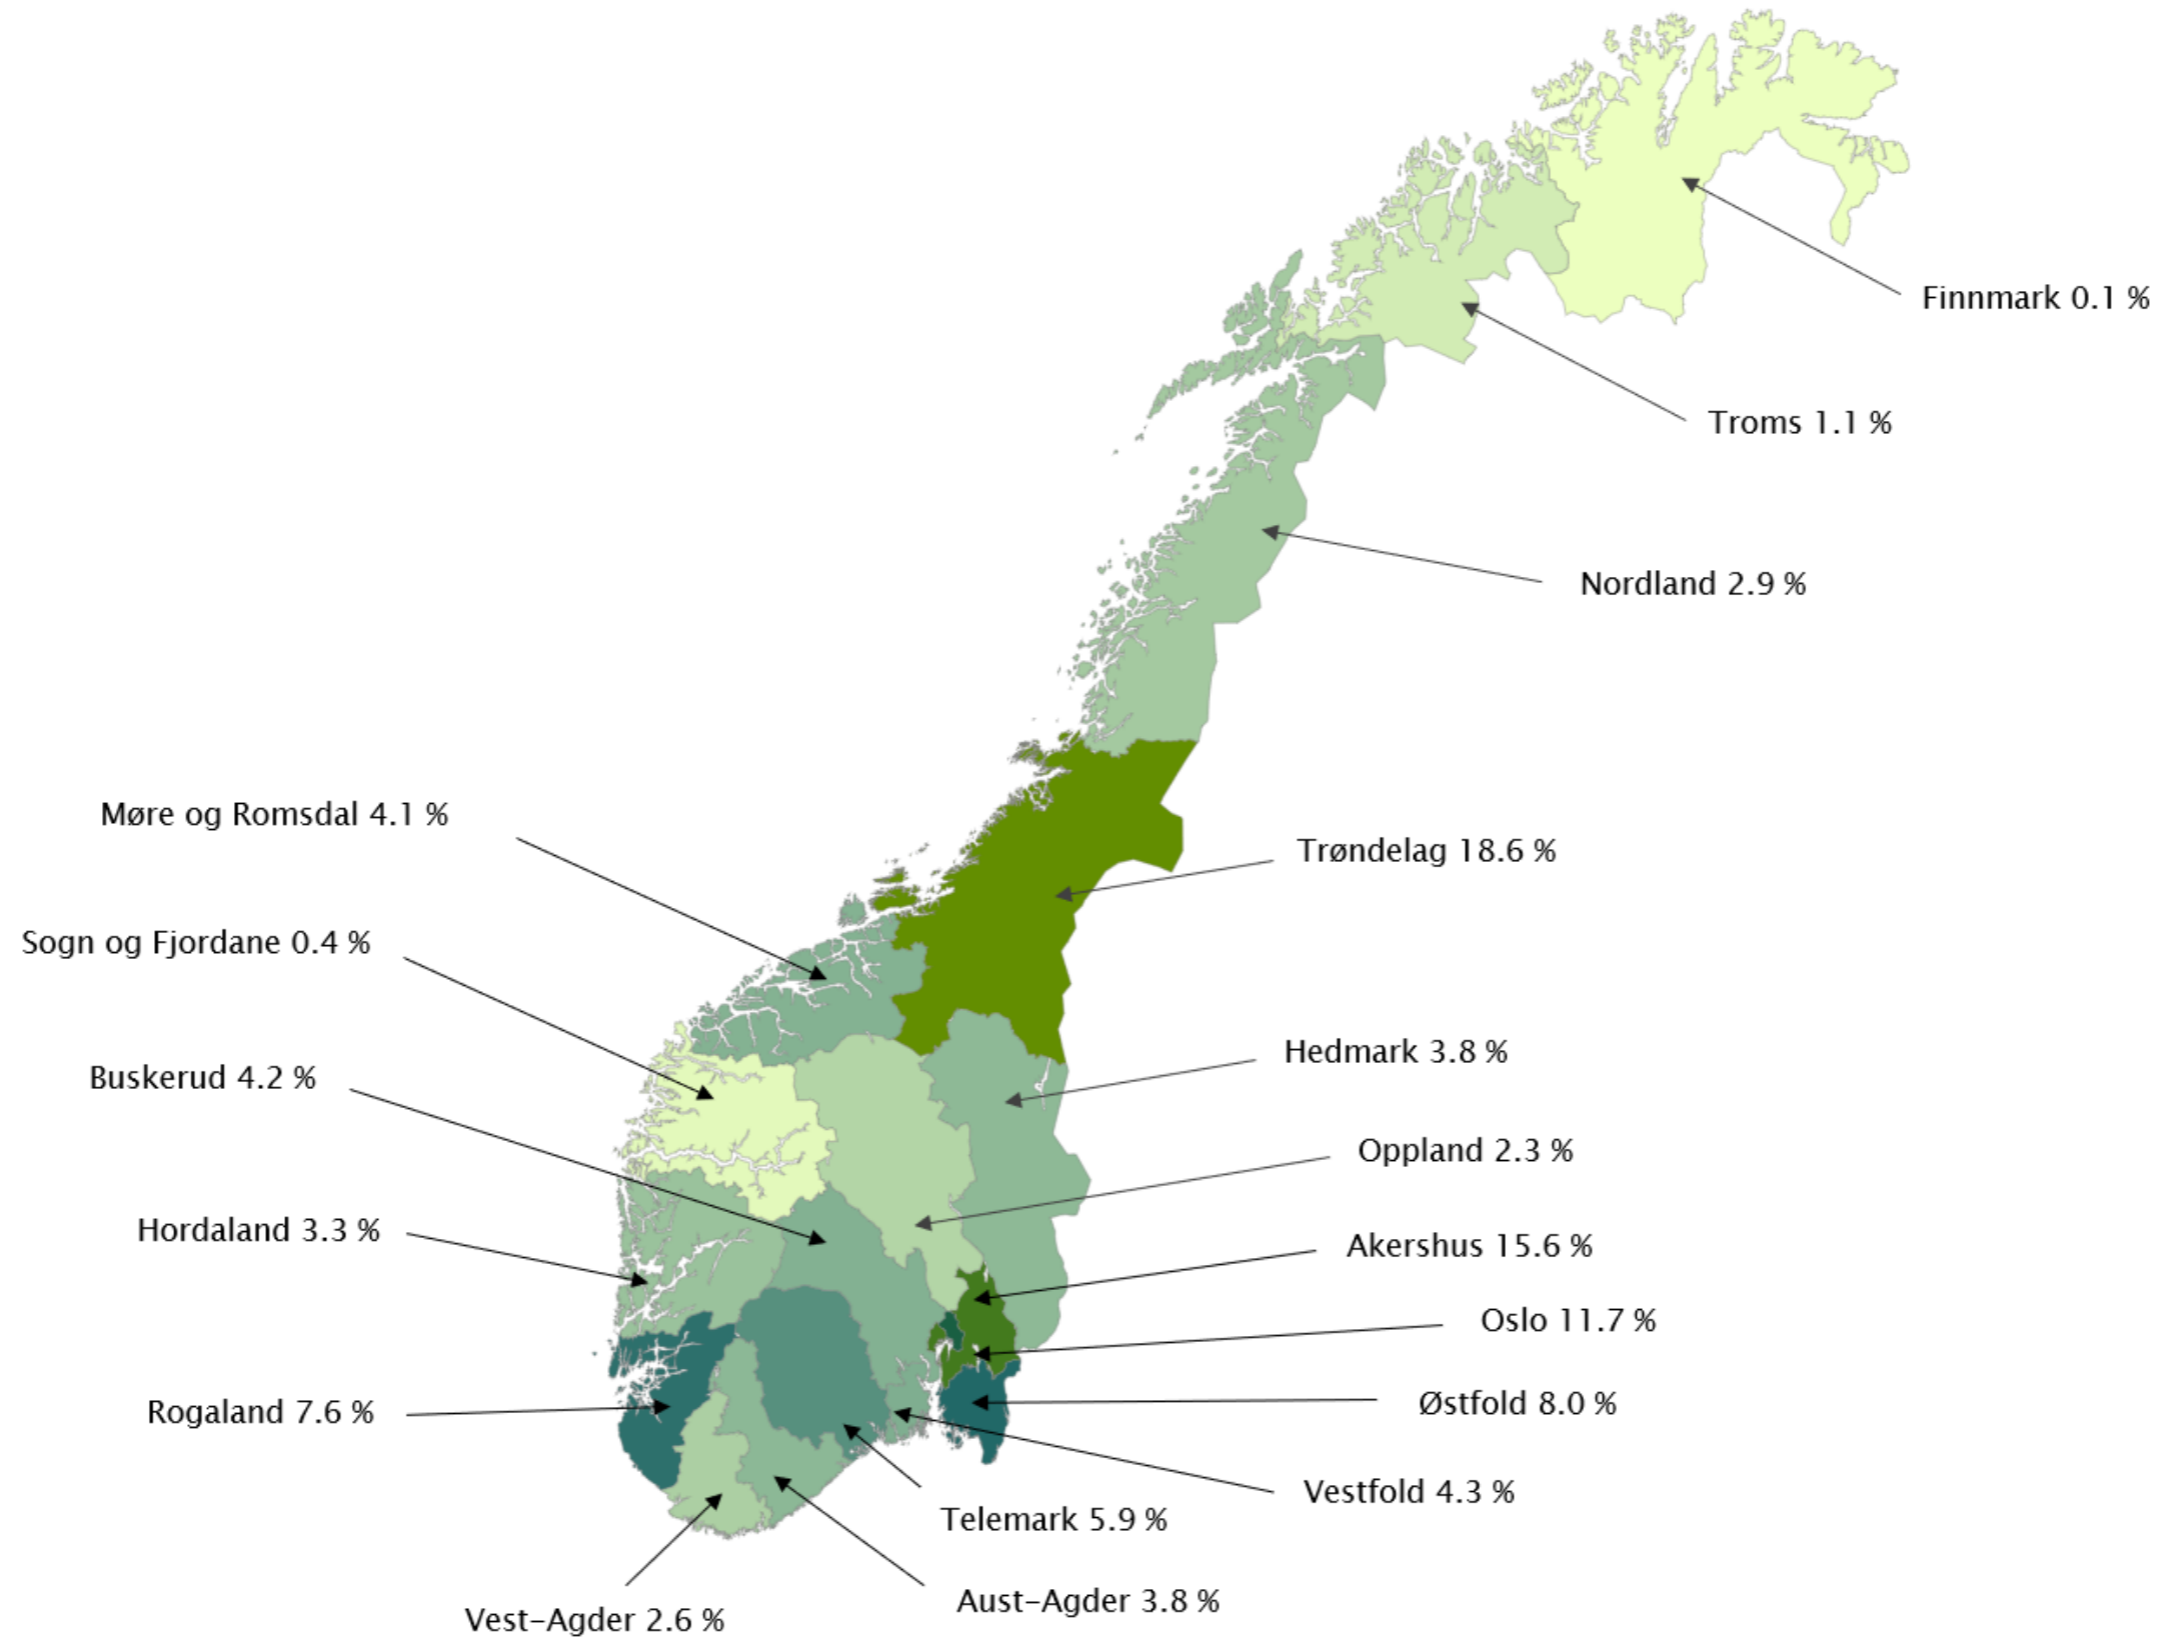 Finnmark 0.1 %
Troms 1.1 %
Nordland 2.9 %
Møre og Romsdal 4.1 %
Trøndelag 18.6 %
Sogn og Fjordane 0.4 %
Hedmark 3.8 %
Buskerud 4.2 %
Oppland 2.3 %
Hordaland 3.3 %
Akershus 15.6 %
Oslo 11.7 %
Rogaland 7.6 %
Østfold 8.0 %
Vestfold 4.3 %
Telemark 5.9 %
Aust-Agder 3.8 %
Vest-Agder 2.6 %